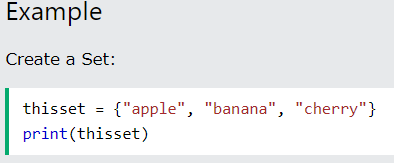 Example
Create a Set:
thisset = {"apple", "banana", "cherry"}
print(thisset)